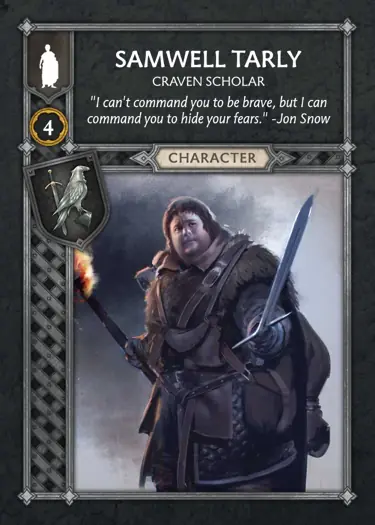 SAMWELL TARLY
CRAVEN SCHOLAR
"I can't command you to be brave, but I can
command you to hide your fears." -Jon Snow
4
CHARACTER